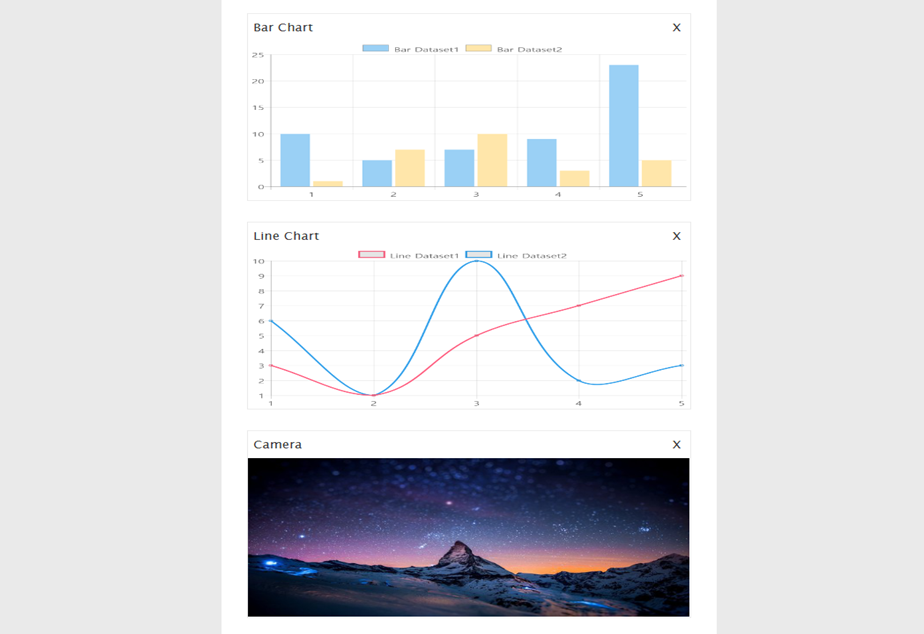 Bar Chart X
Bar Dataset1 Bar Dataset2
25
20
15
10
5
0
1 2 3 4 5
Line Chart X
Line Dataset1 Line Dataset2
10
9
8
7
6
5
4
3
2
1
1 2 3 4 5
Camera X